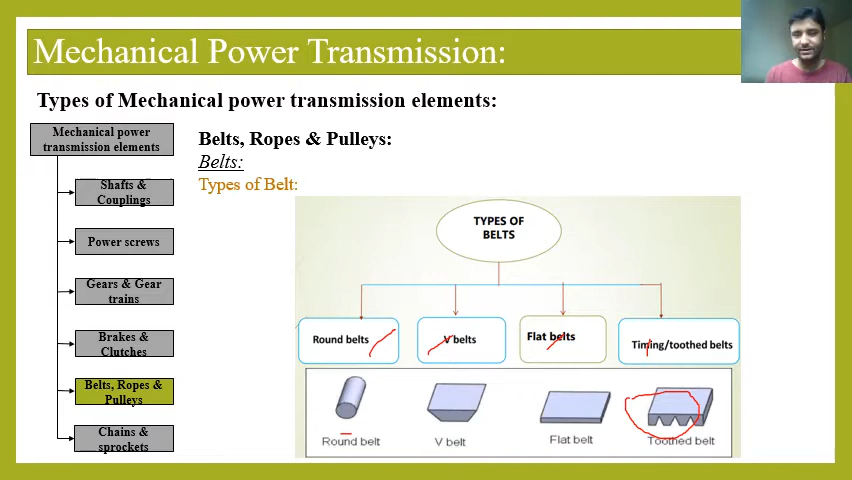 Mechanical Power Transmission:
Types of Mechanical power transmission elements:
Mechanical power
transmission elements
Shafts &
Couplings
Power screws
Gears & Gear
trains
Brakes &
Clutches
Belts, Ropes &
Pulleys
Chains &
sprockets
Belts, Ropes & Pulleys:
Belts:
Types of Belt:
TYPES OF
BELTS
Round belts
V belts
Flat belts
Timing/toothed belts
Round belt
V belt
Flat belt
Toothed belt